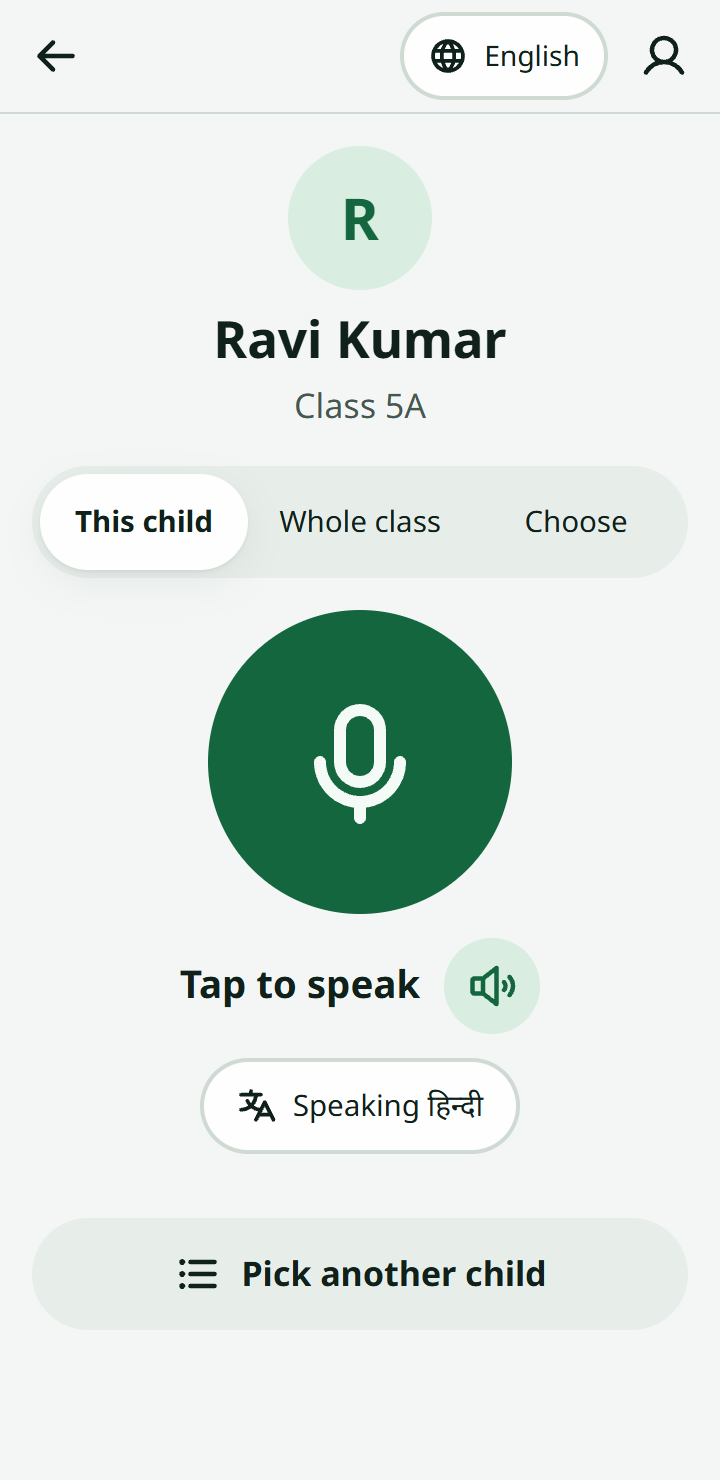 English
R
Ravi Kumar
Class 5A
This child
Whole class
Choose
Tap to speak
Speaking हिन्दी
Pick another child